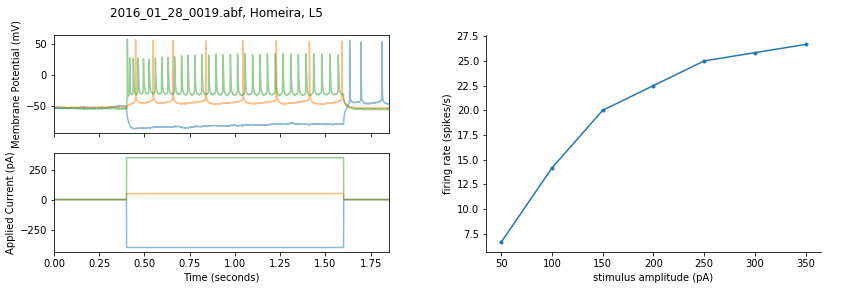 2016_01_28_0019.abf, Homeira, L5
Membrane Potential (mV)
50
0
−50
Applied Current (pA)
250
0
−250
0.00 0.25 0.50 0.75 1.00 1.25 1.50 1.75
Time (seconds)
firing rate (spikes/s)
27.5
25.0
22.5
20.0
17.5
15.0
12.5
10.0
7.5
50 100 150 200 250 300 350
stimulus amplitude (pA)